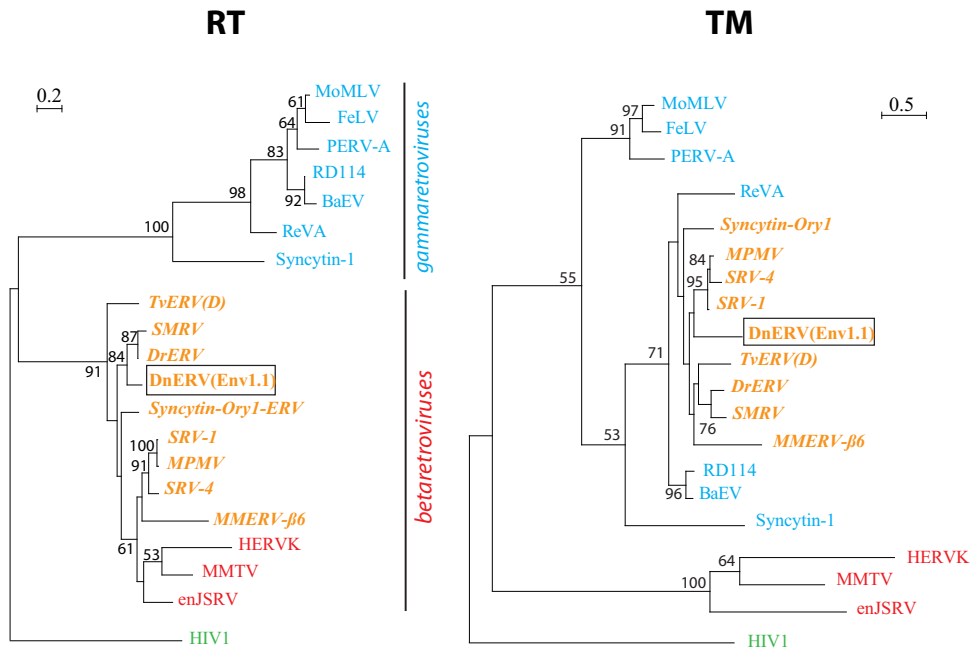 RT
0.2
MoMLV
61
FeLV
64
PERV-A
83
RD114
98
92
BaEV
100
ReVA
Syncytin-1
gammaretroviruses
TvERV(D)
87
SMRV
84
DrERV
91
DnERV(Env1.1)
Syncytin-Ory1-ERV
100
SRV-1
91
MPMV
SRV-4
MMERV-β6
61
53
HERVK
MMTV
enJSRV
betaretroviruses
HIV1
TM
0.5
97
MoMLV
91
FeLV
PERV-A
ReVA
Syncytin-Ory1
84
MPMV
95
SRV-4
SRV-1
55
DnERV(Env1.1)
71
TvERV(D)
DrERV
SMRV
76
MMERV-β6
53
RD114
96
BaEV
Syncytin-1
64
HERVK
100
MMTV
enJSRV
HIV1